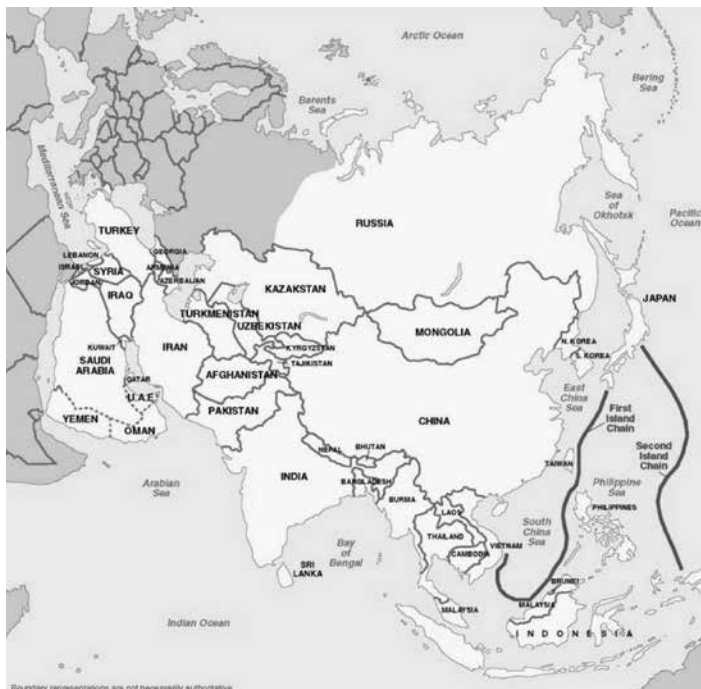 Arctic Ocean
Bering
Sea
Barents
Sea
Mediterranean Sea
Sea
of
Okhotsk
Pacific
Ocean
RUSSIA
TURKEY
GEORGIA
LEBANON
ARMENIA
ISRAEL
SYRIA
AZERBAIJAN
JORDAN
KAZAKSTAN
IRAQ
JAPAN
TURKMENISTAN
UZBEKISTAN
MONGOLIA
N. KOREA
KUWAIT
IRAN
KYRGYZSTAN
S. KOREA
SAUDI
ARABIA
TAJIKISTAN
QATAR
AFGHANISTAN
East
China
Sea
U.A.E.
First
Island
Chain
YEMEN
PAKISTAN
OMAN
CHINA
Second
Island
Chain
NEPAL
BHUTAN
TAIWAN
INDIA
BANGLADESH
Arabian
Sea
Philippine
Sea
BURMA
PHILIPPINES
LAOS
South
China
Sea
THAILAND
Bay
of
Bengal
VIETNAM
CAMBODIA
SRI
LANKA
BRUNEI
MALAYSIA
MALAYSIA
Indian Ocean
INDONESIA
Boundary representations are not necessarily authoritative